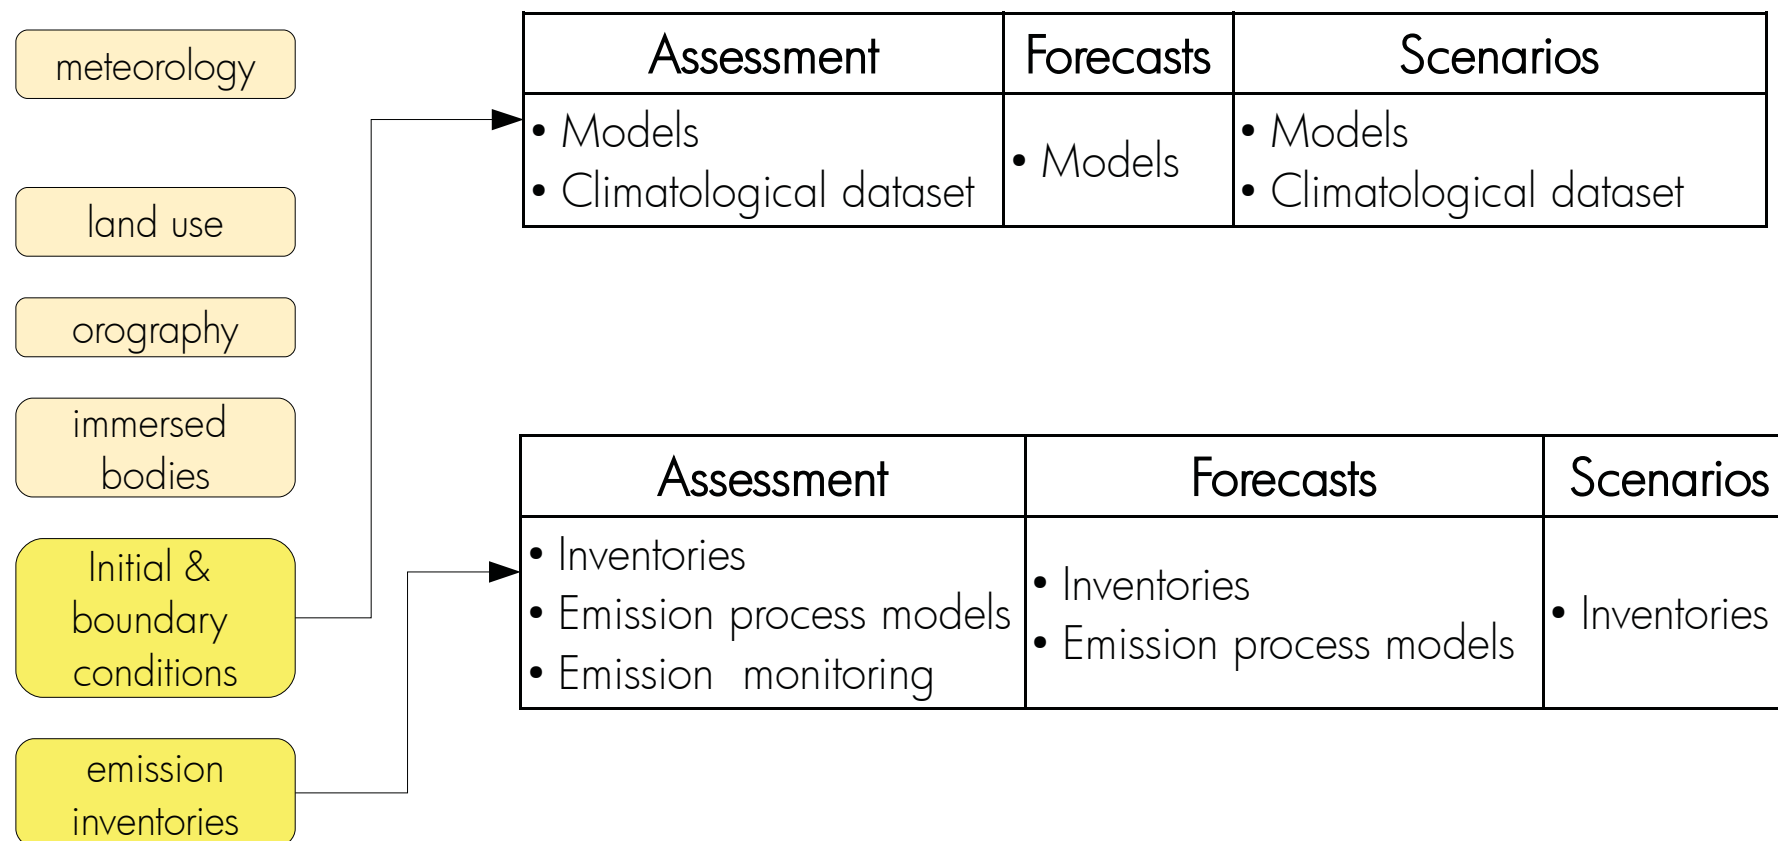 meteorology
land use
orography
immersed
bodies
Initial &
boundary
conditions
emission
inventories
Assessment Forecasts Scenarios
• Models
• Climatological dataset
• Models
• Models
• Climatological dataset
Assessment Forecasts Scenarios
• Inventories
• Emission process models
• Emission monitoring
• Inventories
• Emission process models
• Inventories